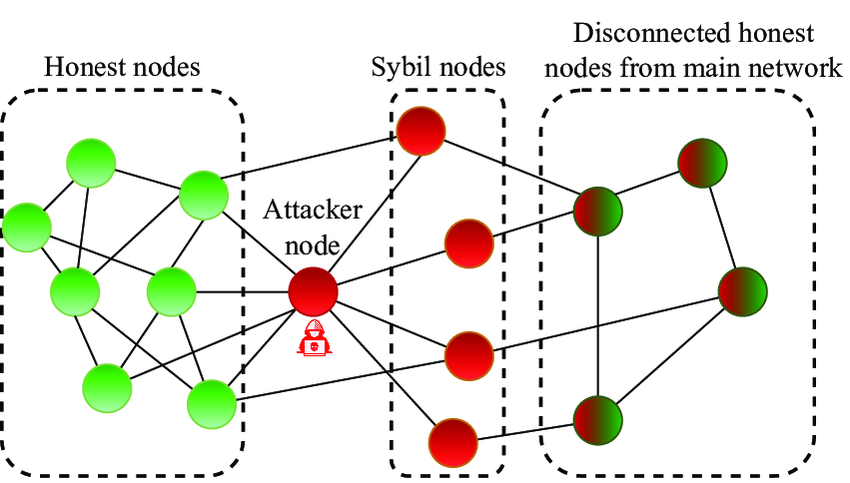 Honest nodes
Sybil nodes
Disconnected honest
nodes from main network
Attacker
node